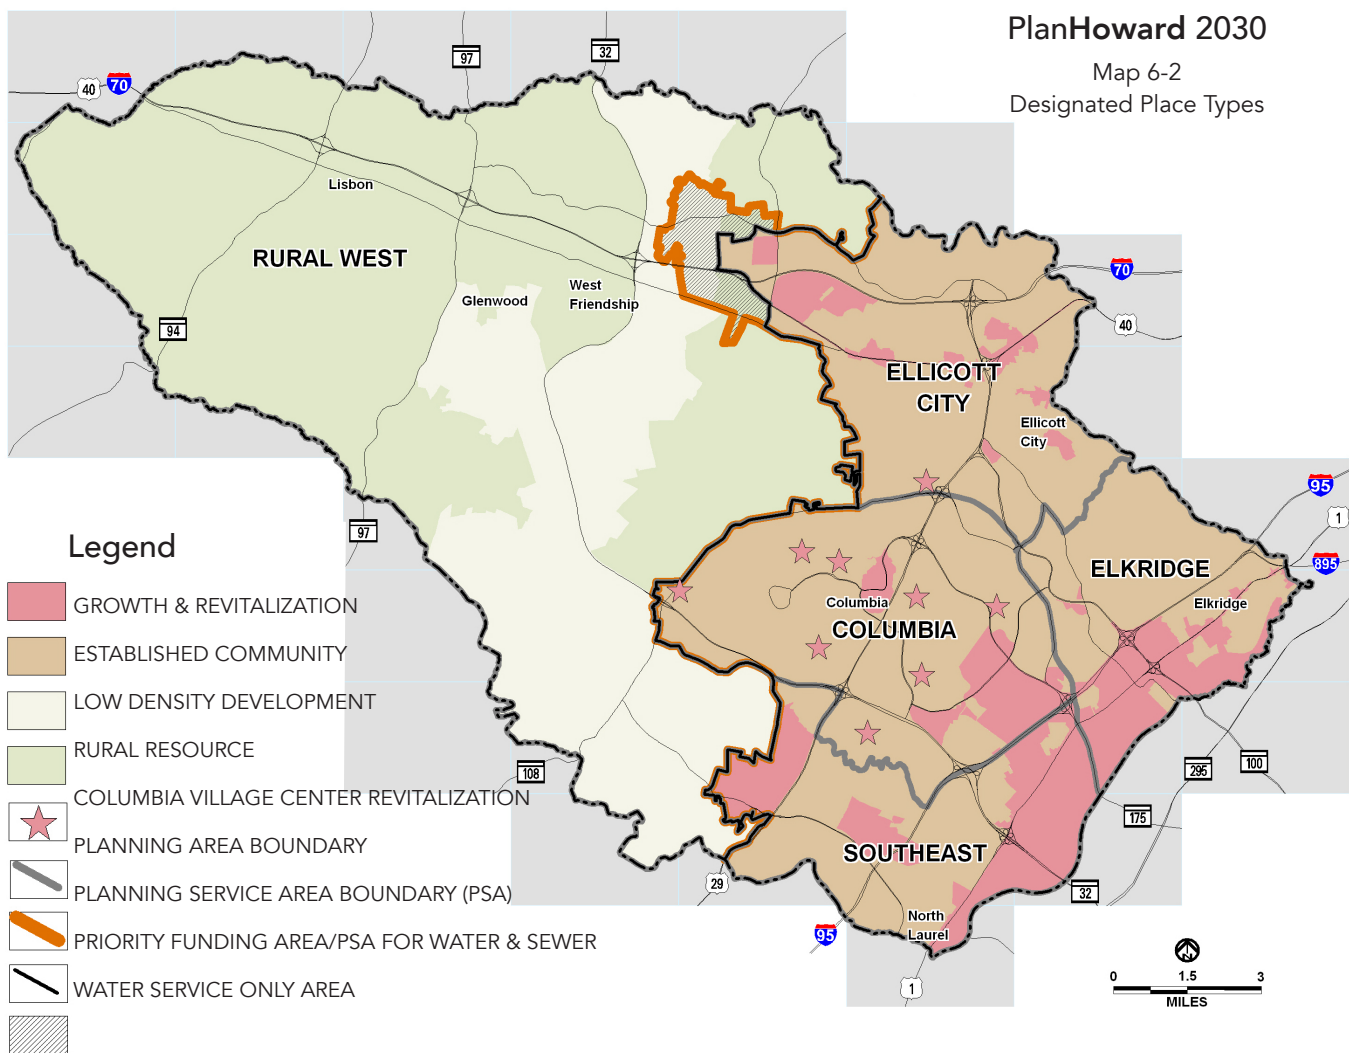 PlanHoward 2030
Map 6-2
Designated Place Types
97
32
40
70
Lisbon
RURAL WEST
Glenwood
West
Friendship
94
70
40
ELLICOTT
CITY
Ellicott
City
95
1
97
895
ELKRIDGE
Elkridge
Columbia
COLUMBIA
108
295
100
175
SOUTHEAST
29
32
North
Laurel
95
1
N
0 1.5 3
MILES
Legend
GROWTH & REVITALIZATION
ESTABLISHED COMMUNITY
LOW DENSITY DEVELOPMENT
RURAL RESOURCE
COLUMBIA VILLAGE CENTER REVITALIZATION
PLANNING AREA BOUNDARY
PLANNING SERVICE AREA BOUNDARY (PSA)
PRIORITY FUNDING AREA/PSA FOR WATER & SEWER
WATER SERVICE ONLY AREA